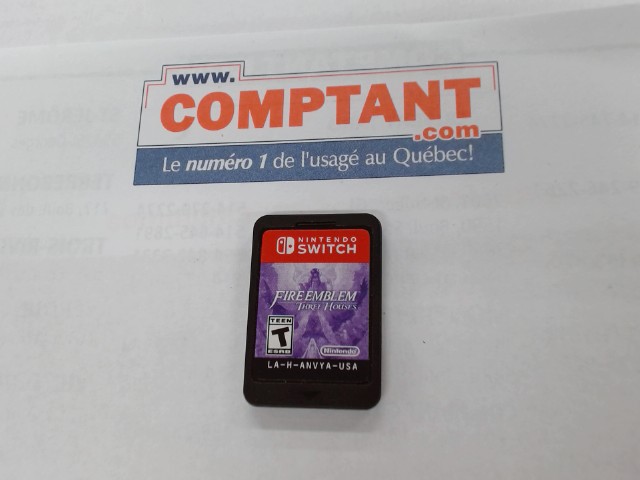 www.
COMPTANT
.com
Le numéro 1 de l'usagé au Québec!
NINTENDO
SWITCH
FIRE EMBLEM
THREE HOUSES
TEEN
T
ESRB
Nintendo
LA-H-ANVYA-USA